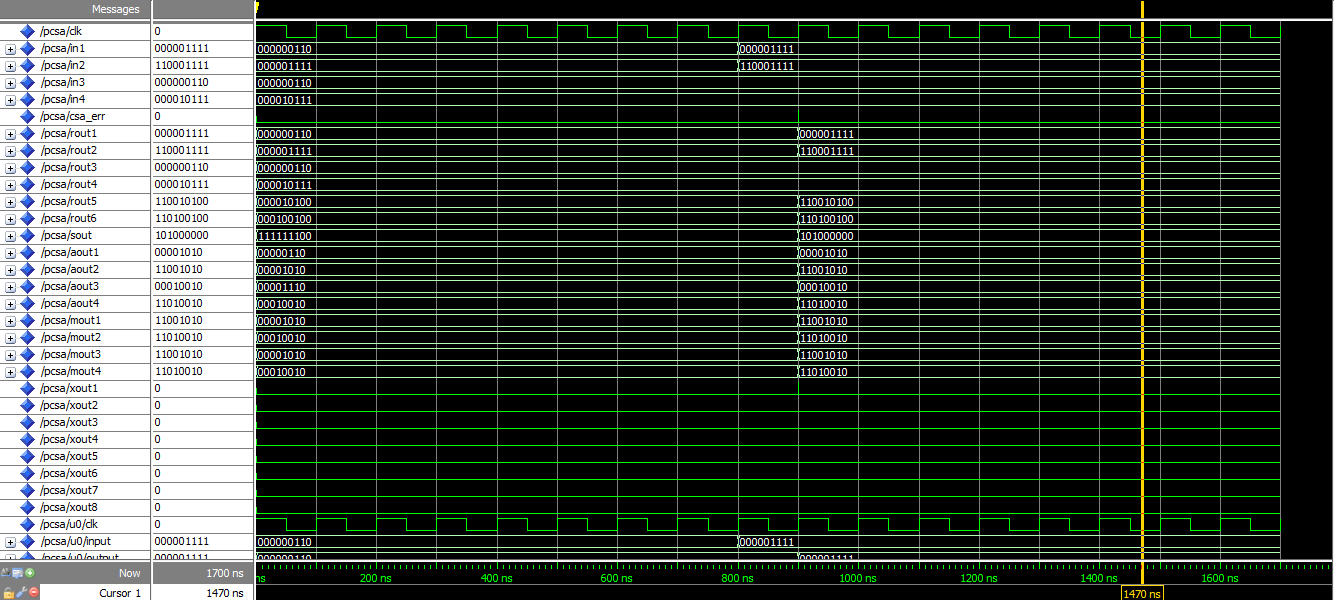 Messages
/pcsa/clk 0
/pcsa/in1 000001111 000000110 000001111
/pcsa/in2 110001111 000001111 110001111
/pcsa/in3 000000110 000000110
/pcsa/in4 000010111 000010111
/pcsa/csa_err 0
/pcsa/rout1 000001111 000000110 000001111
/pcsa/rout2 110001111 000001111 110001111
/pcsa/rout3 000000110 000000110
/pcsa/rout4 000010111 000010111
/pcsa/rout5 110010100 000010100 110010100
/pcsa/rout6 110100100 000100100 110100100
/pcsa/sout 101000000 111111100 101000000
/pcsa/aout1 00001010 00000110 00001010
/pcsa/aout2 11001010 00001010 11001010
/pcsa/aout3 00010010 00001110 00010010
/pcsa/aout4 11010010 00010010 11010010
/pcsa/mout1 11001010 00001010 11001010
/pcsa/mout2 11010010 00010010 11010010
/pcsa/mout3 11001010 00001010 11001010
/pcsa/mout4 11010010 00010010 11010010
/pcsa/xout1 0
/pcsa/xout2 0
/pcsa/xout3 0
/pcsa/xout4 0
/pcsa/xout5 0
/pcsa/xout6 0
/pcsa/xout7 0
/pcsa/xout8 0
/pcsa/u0/clk 0
/pcsa/u0/input 000001111 000000110 000001111
/pcsa/u0/output 000001111 000000110 000001111
Now 1700 ns ns 200 ns 400 ns 600 ns 800 ns 1000 ns 1200 ns 1400 ns 1600 ns
Cursor 1 1470 ns 1470 ns